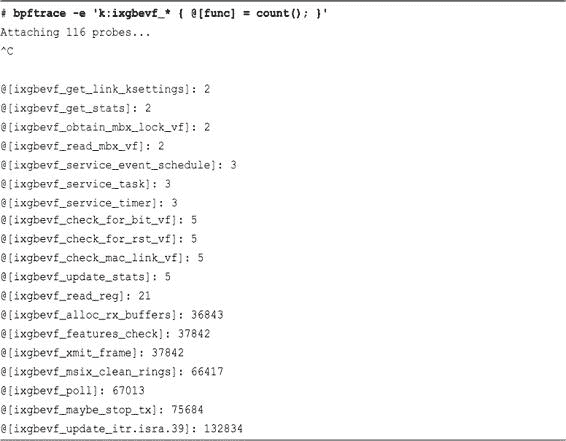 # bpftrace -e 'k:ixgbevf_* { @[func] = count(); }'
Attaching 116 probes...
^C
@[ixgbevf_get_link_ksettings]: 2
@[ixgbevf_get_stats]: 2
@[ixgbevf_obtain_mbx_lock_vf]: 2
@[ixgbevf_read_mbx_vf]: 2
@[ixgbevf_service_event_schedule]: 3
@[ixgbevf_service_task]: 3
@[ixgbevf_service_timer]: 3
@[ixgbevf_check_for_bit_vf]: 5
@[ixgbevf_check_for_rst_vf]: 5
@[ixgbevf_check_mac_link_vf]: 5
@[ixgbevf_update_stats]: 5
@[ixgbevf_read_reg]: 21
@[ixgbevf_alloc_rx_buffers]: 36843
@[ixgbevf_features_check]: 37842
@[ixgbevf_xmit_frame]: 37842
@[ixgbevf_msix_clean_rings]: 66417
@[ixgbevf_poll]: 67013
@[ixgbevf_maybe_stop_tx]: 75684
@[ixgbevf_update_itr.isra.39]: 132834